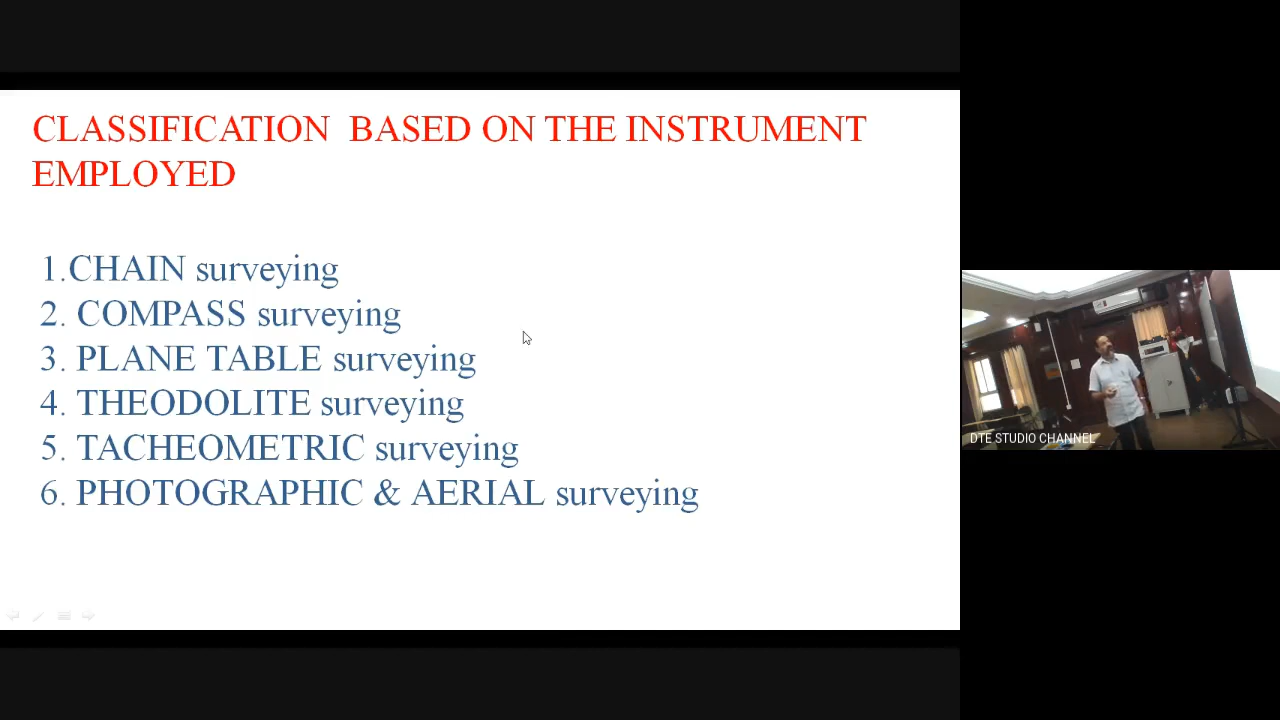 CLASSIFICATION BASED ON THE INSTRUMENT
EMPLOYED
1.CHAIN surveying
2. COMPASS surveying
3. PLANE TABLE surveying
4. THEODOLITE surveying
5. TACHEOMETRIC surveying
6. PHOTOGRAPHIC & AERIAL surveying
DTE STUDIO CHANNEL